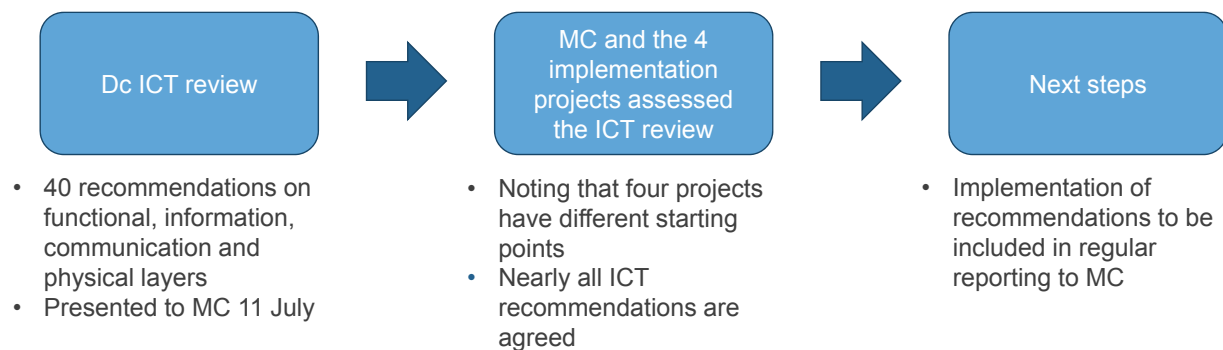 Dc ICT review
• 40 recommendations on
functional, information,
communication and
physical layers
• Presented to MC 11 July
MC and the 4
implementation
projects assessed
the ICT review
• Noting that four projects
have different starting
points
• Nearly all ICT
recommendations are
agreed
Next steps
• Implementation of
recommendations to be
included in regular
reporting to MC